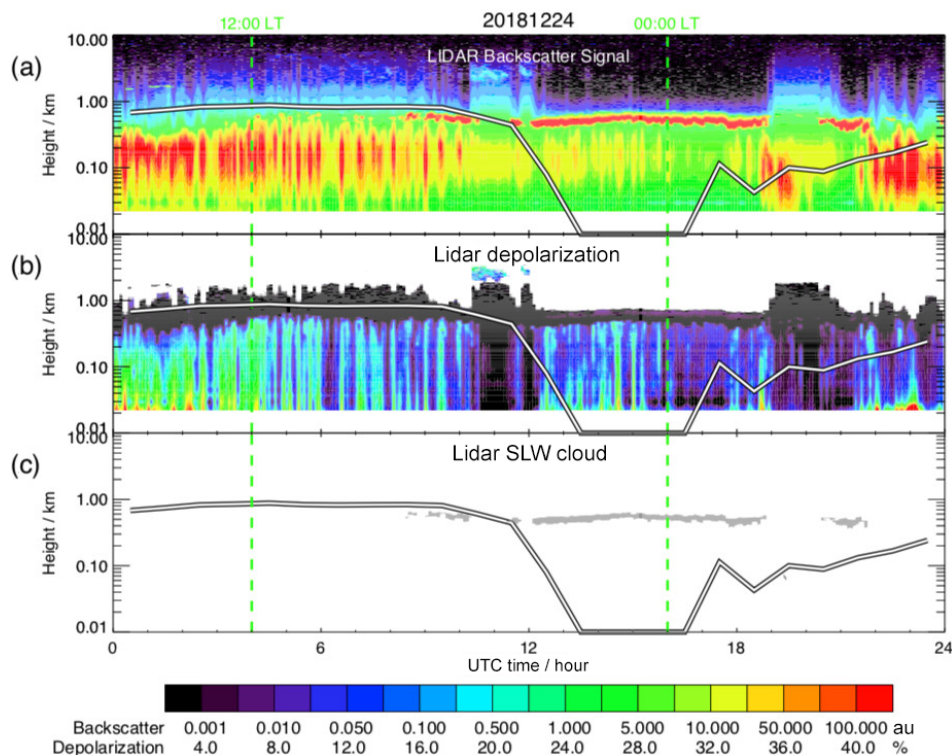 12:00 LT 20181224 00:00 LT
(a) LIDAR Backscatter Signal
10.00
1.00
0.10
0.01
Height / km
(b) Lidar depolarization
10.00
1.00
0.10
0.01
Height / km
(c) Lidar SLW cloud
10.00
1.00
0.10
0.01
Height / km
0 6 12 18 24
UTC time / hour
Backscatter 0.001 0.010 0.050 0.100 0.500 1.000 5.000 10.000 50.000 100.000 au
Depolarization 4.0 8.0 12.0 16.0 20.0 24.0 28.0 32.0 36.0 40.0 %